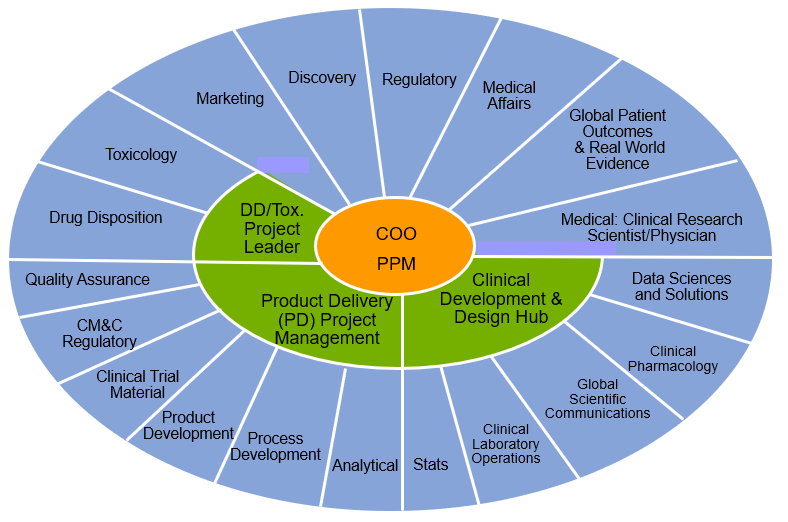 Discovery
Regulatory
Medical
Affairs
Marketing
Global Patient
Outcomes
& Real World
Evidence
Toxicology
Drug Disposition
Medical: Clinical Research
Scientist/Physician
DD/Tox.
Project
Leader
COO
PPM
Quality Assurance
Product Delivery
(PD) Project
Management
Clinical
Development &
Design Hub
Data Sciences
and Solutions
CM&C
Regulatory
Clinical
Pharmacology
Clinical Trial
Material
Global
Scientific
Communications
Product
Development
Process
Development
Analytical
Stats
Clinical
Laboratory
Operations